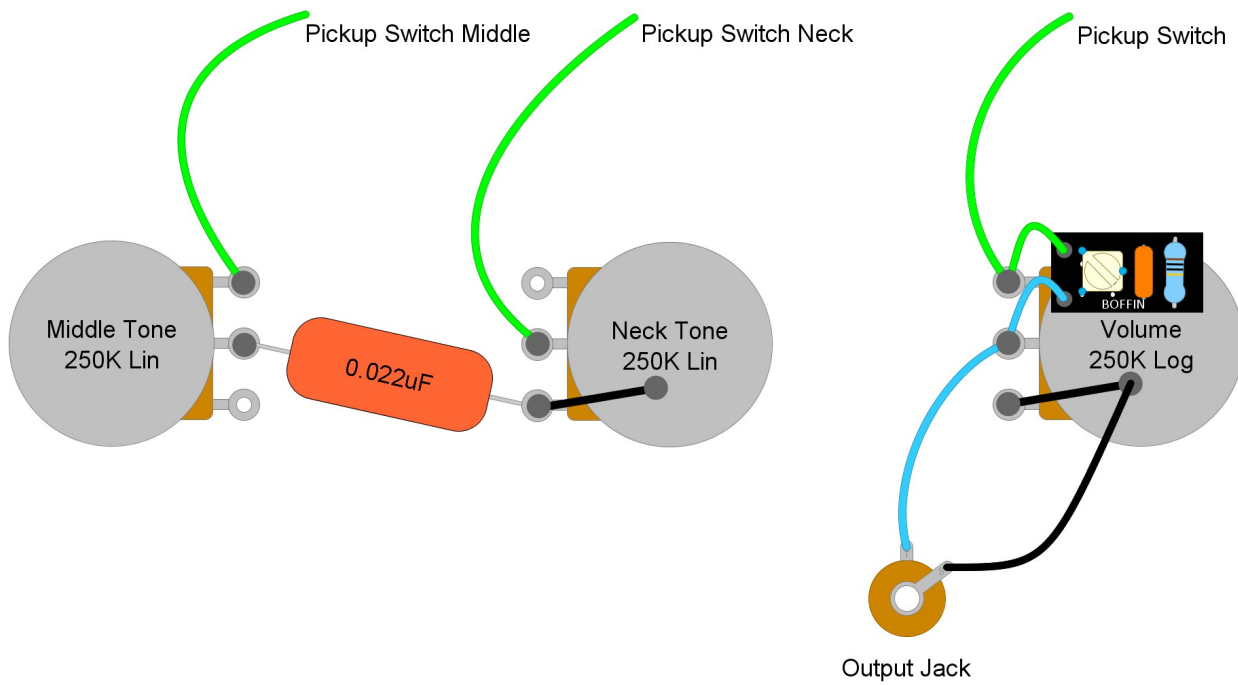 Pickup Switch Middle
Pickup Switch Neck
Pickup Switch
Middle Tone
250K Lin
0.022uF
Neck Tone
250K Lin
BOFFIN
Volume
250K Log
Output Jack